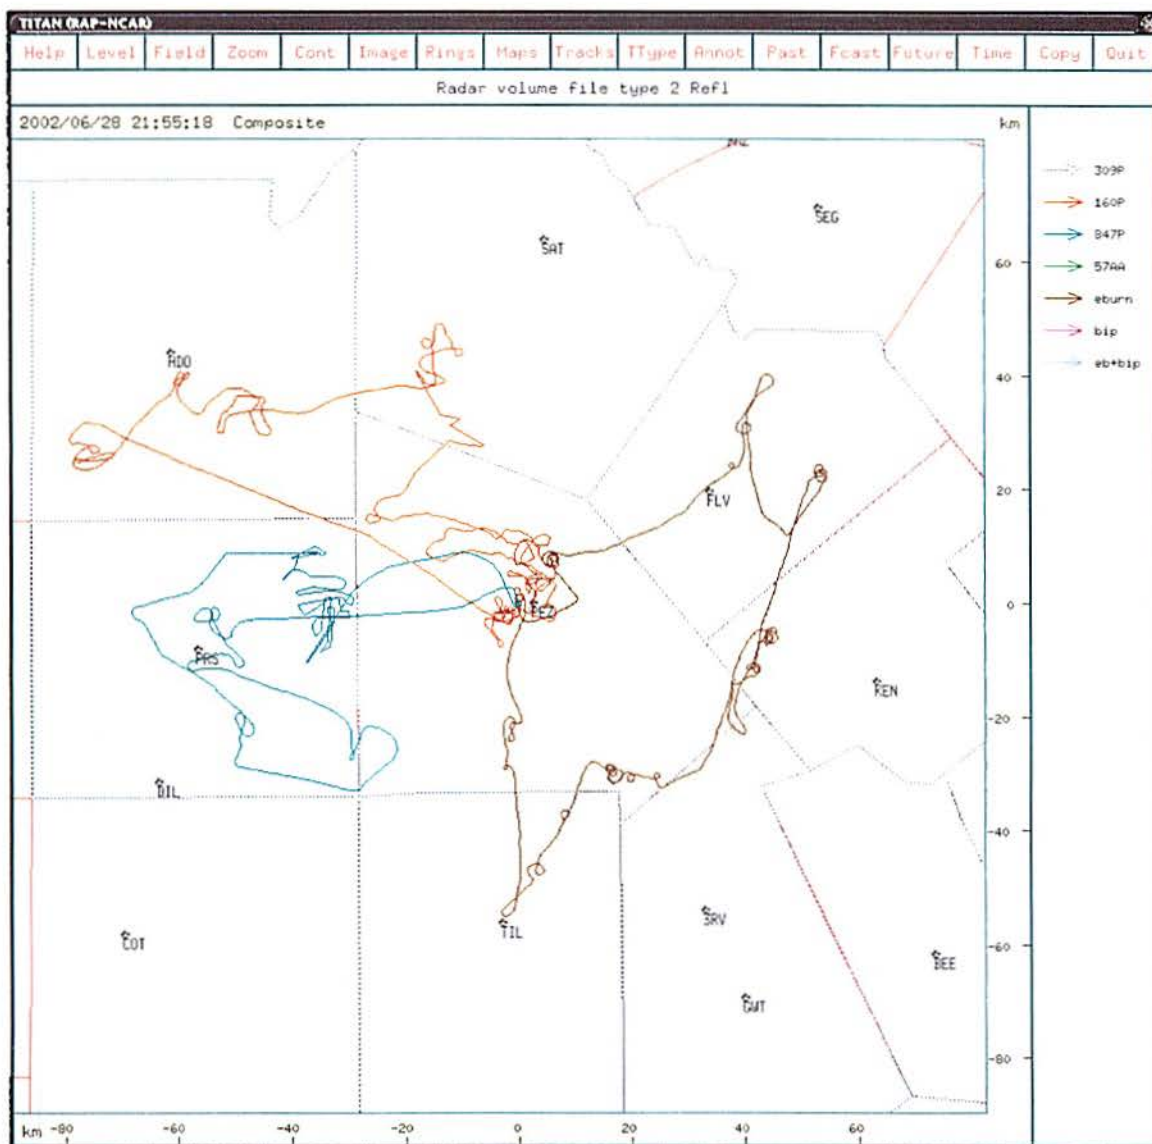 TITAN (RAP-NCAR)
Help Level Field Zoom Cont Image Rings Maps Tracks TType Annot Past Fcast Future Time Copy Quit
Radar volume file type 2 Refl
2002/06/28 21:55:18 Composite
km
309P
160P
847P
57AA
eburn
bip
eb+bip
SEG
SAT
60
HDO
40
FLV
20
PEZ
0
PRS
KEN
-20
DIL
-40
TIL
SRV
COT
-60
BEE
GWT
-80
km -80 -60 -40 -20 0 20 40 60